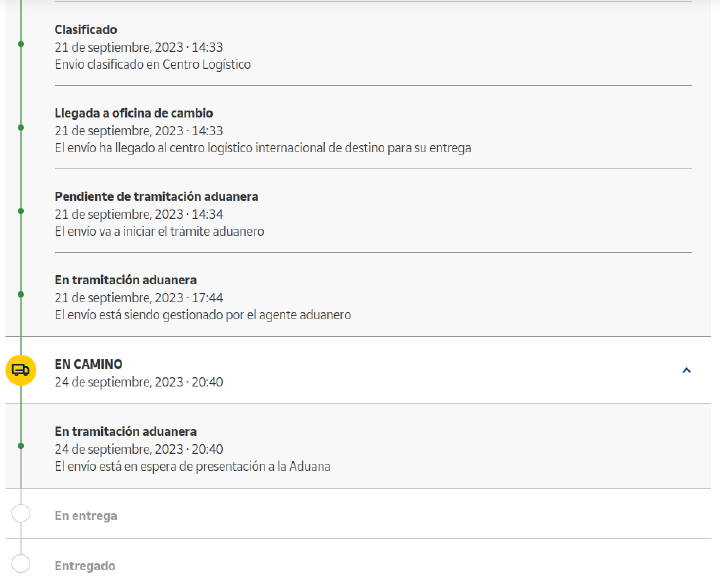 Clasificado
21 de septiembre, 2023 · 14:33
Envío clasificado en Centro Logístico
Llegada a oficina de cambio
21 de septiembre, 2023 · 14:33
El envío ha llegado al centro logístico internacional de destino para su entrega
Pendiente de tramitación aduanera
21 de septiembre, 2023 · 14:34
El envío va a iniciar el trámite aduanero
En tramitación aduanera
21 de septiembre, 2023 · 17:44
El envío está siendo gestionado por el agente aduanero
EN CAMINO
24 de septiembre, 2023 · 20:40
En tramitación aduanera
24 de septiembre, 2023 · 20:40
El envío está en espera de presentación a la Aduana
En entrega
Entregado